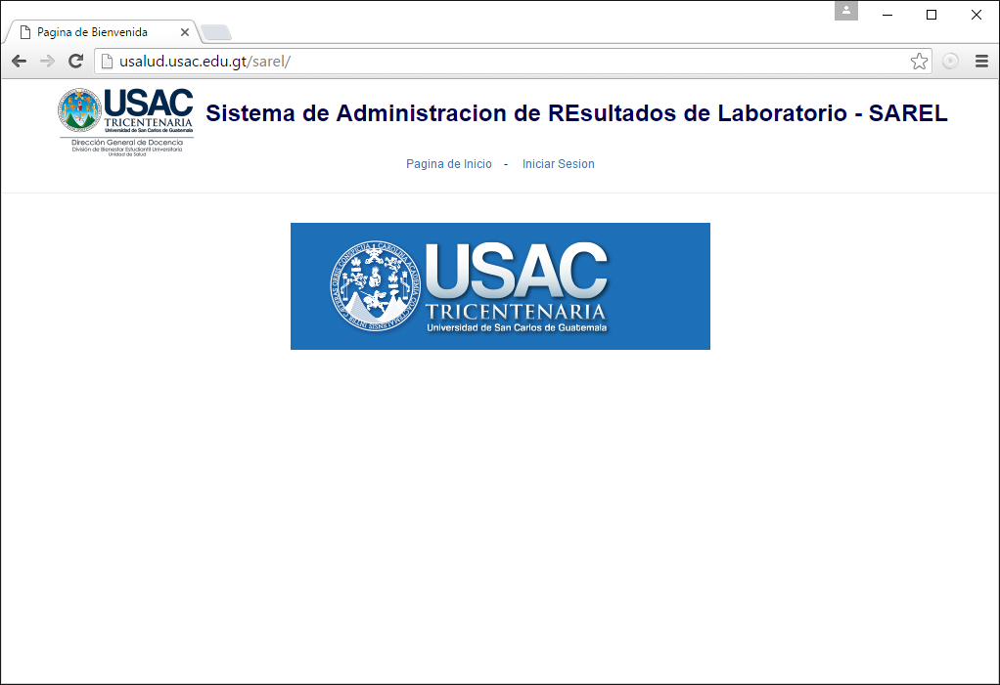 Pagina de Bienvenida
usalud.usac.edu.gt/sarel/
USAC
TRICENTENARIA
Universidad de San Carlos de Guatemala
Dirección General de Docencia
División de Bienestar Estudiantil Universitaria
Unidad de Salud
Sistema de Administracion de REsultados de Laboratorio - SAREL
Pagina de Inicio - Iniciar Sesion
USAC
TRICENTENARIA
Universidad de San Carlos de Guatemala